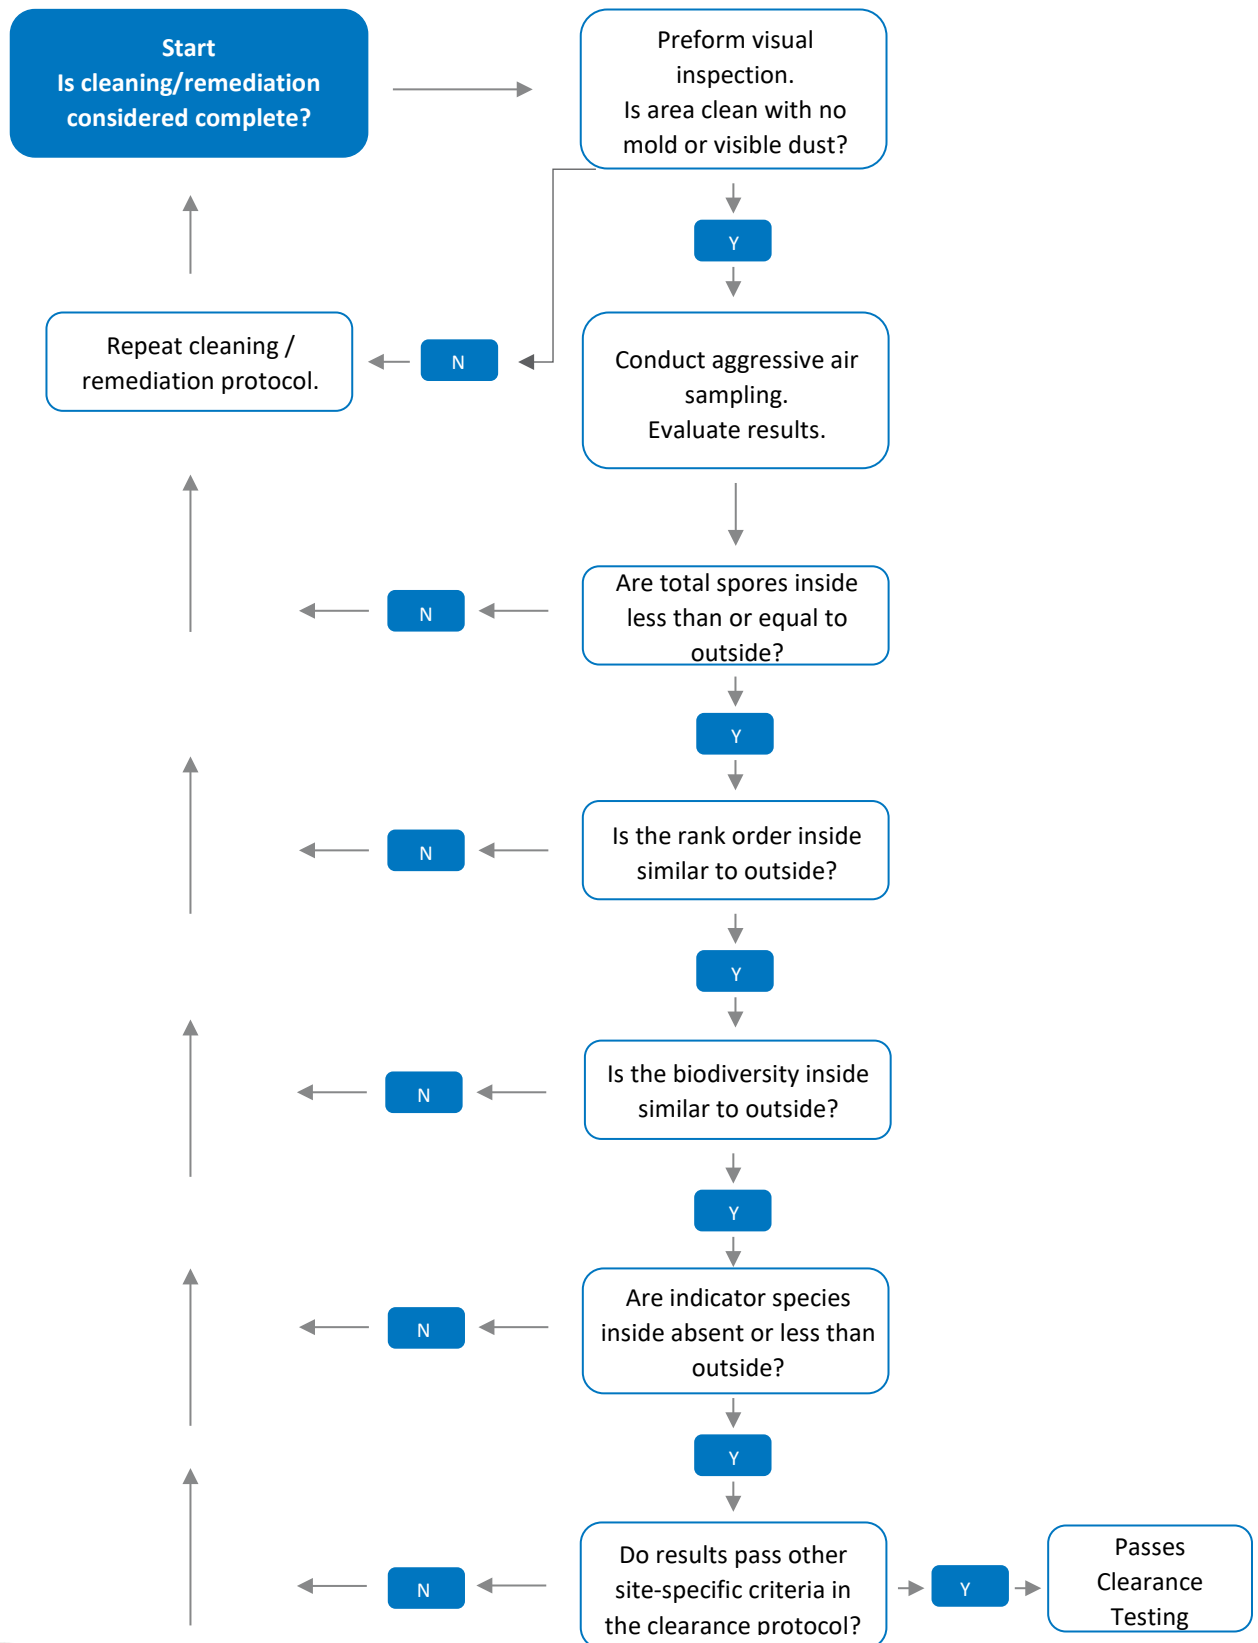 Start
Is cleaning/remediation
considered complete?
Preform visual
inspection.
Is area clean with no
mold or visible dust?
Y
Repeat cleaning /
remediation protocol.
N
Conduct aggressive air
sampling.
Evaluate results.
N
Are total spores inside
less than or equal to
outside?
Y
N
Is the rank order inside
similar to outside?
Y
N
Is the biodiversity inside
similar to outside?
Y
N
Are indicator species
inside absent or less than
outside?
Y
N
Do results pass other
site-specific criteria in
the clearance protocol?
Y
Passes
Clearance
Testing